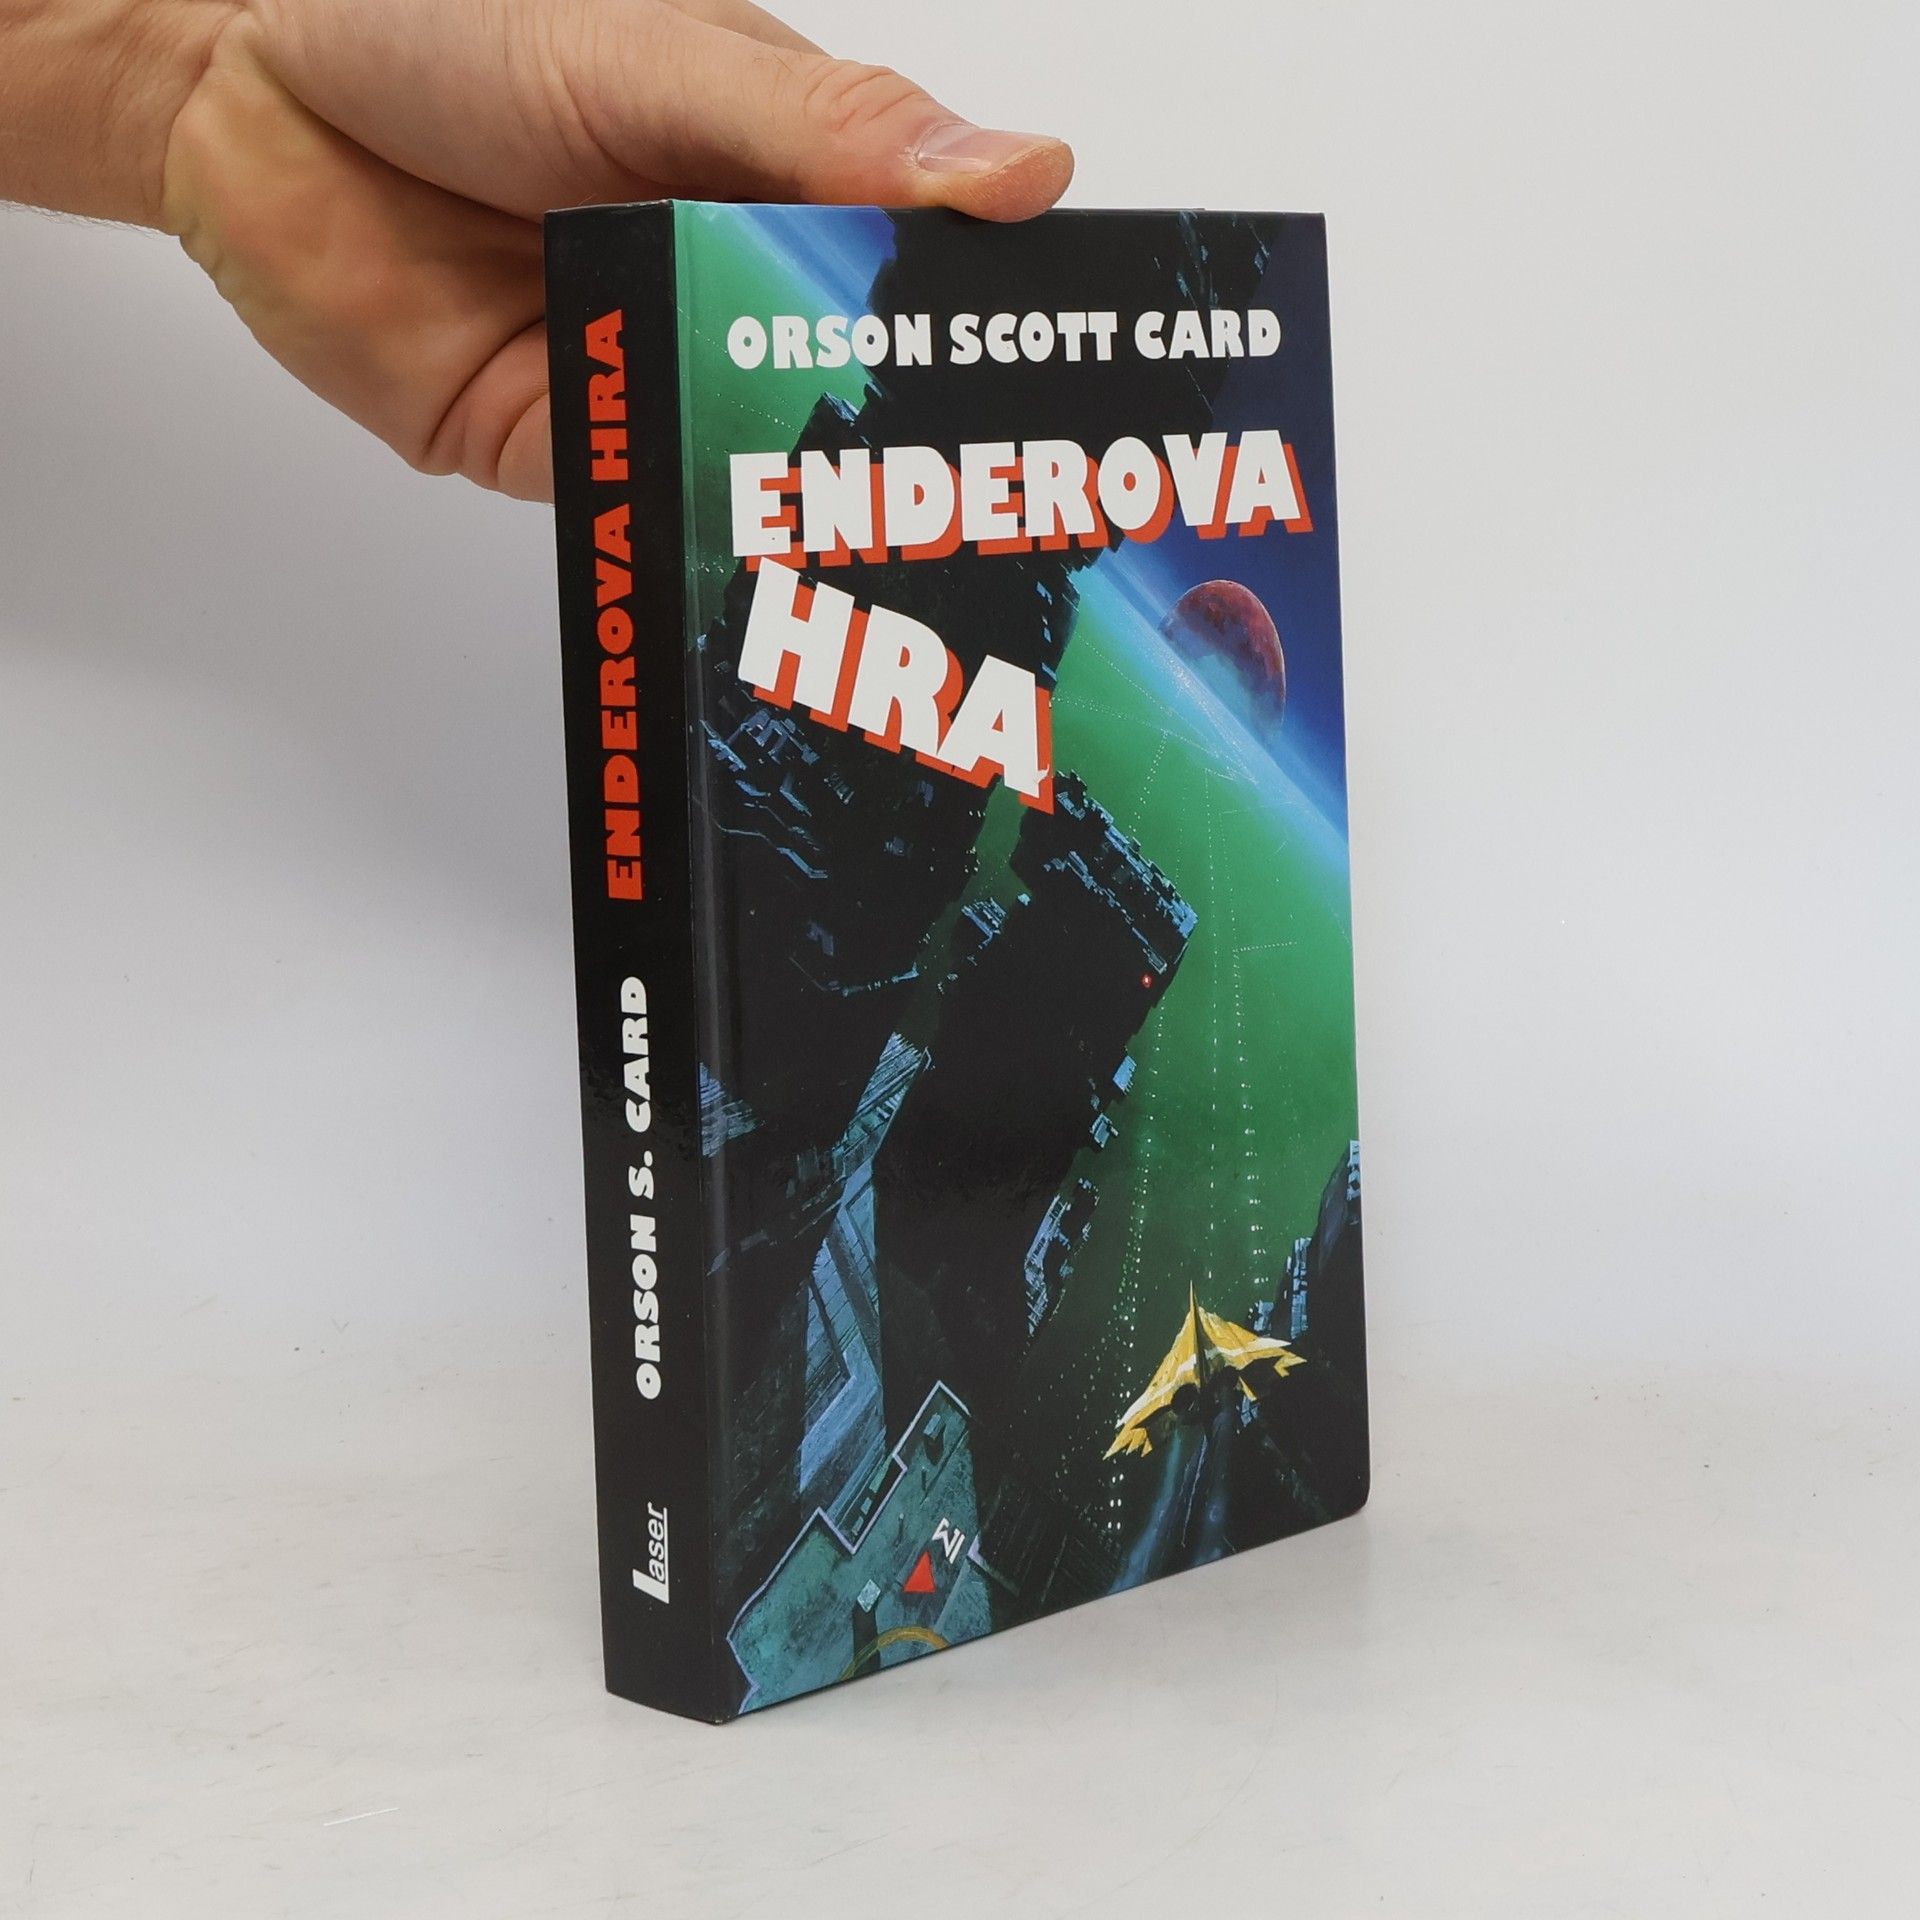 ORSON SCOTT CARD
ENDEROVA
HRA
ENDEROVA HRA
ORSON S. CARD
Laser